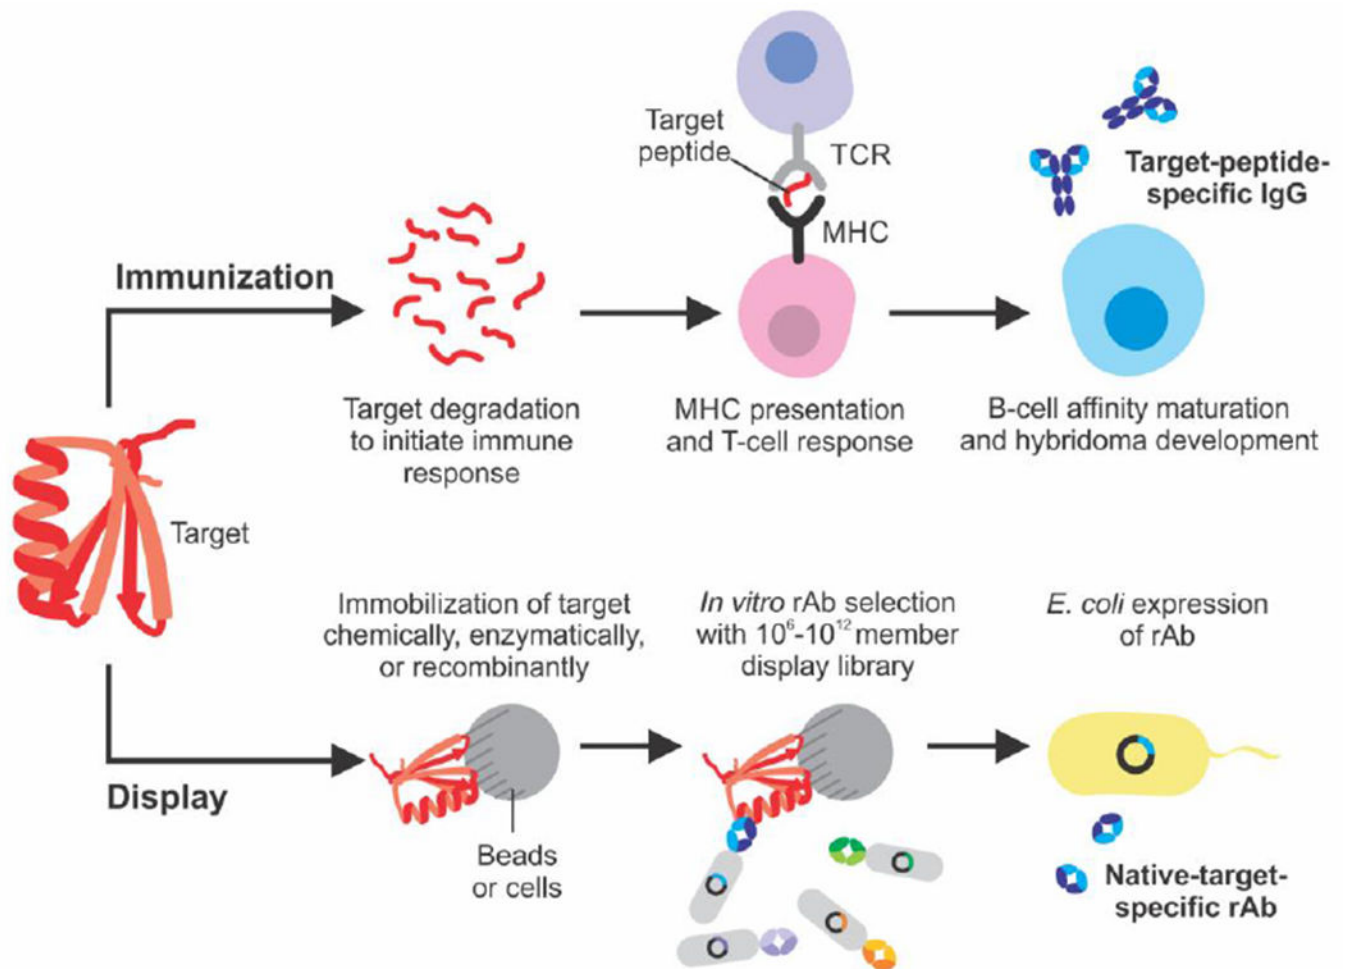 Target
peptide
TCR
MHC
Target-peptide-
specific IgG
Immunization
Target degradation
to initiate immune
response
MHC presentation
and T-cell response
B-cell affinity maturation
and hybridoma development
Target
Immobilization of target
chemically, enzymatically,
or recombinantly
In vitro rAb selection
with 10⁶-10¹² member
display library
E. coli expression
of rAb
Display
Beads
or cells
Native-target-
specific rAb